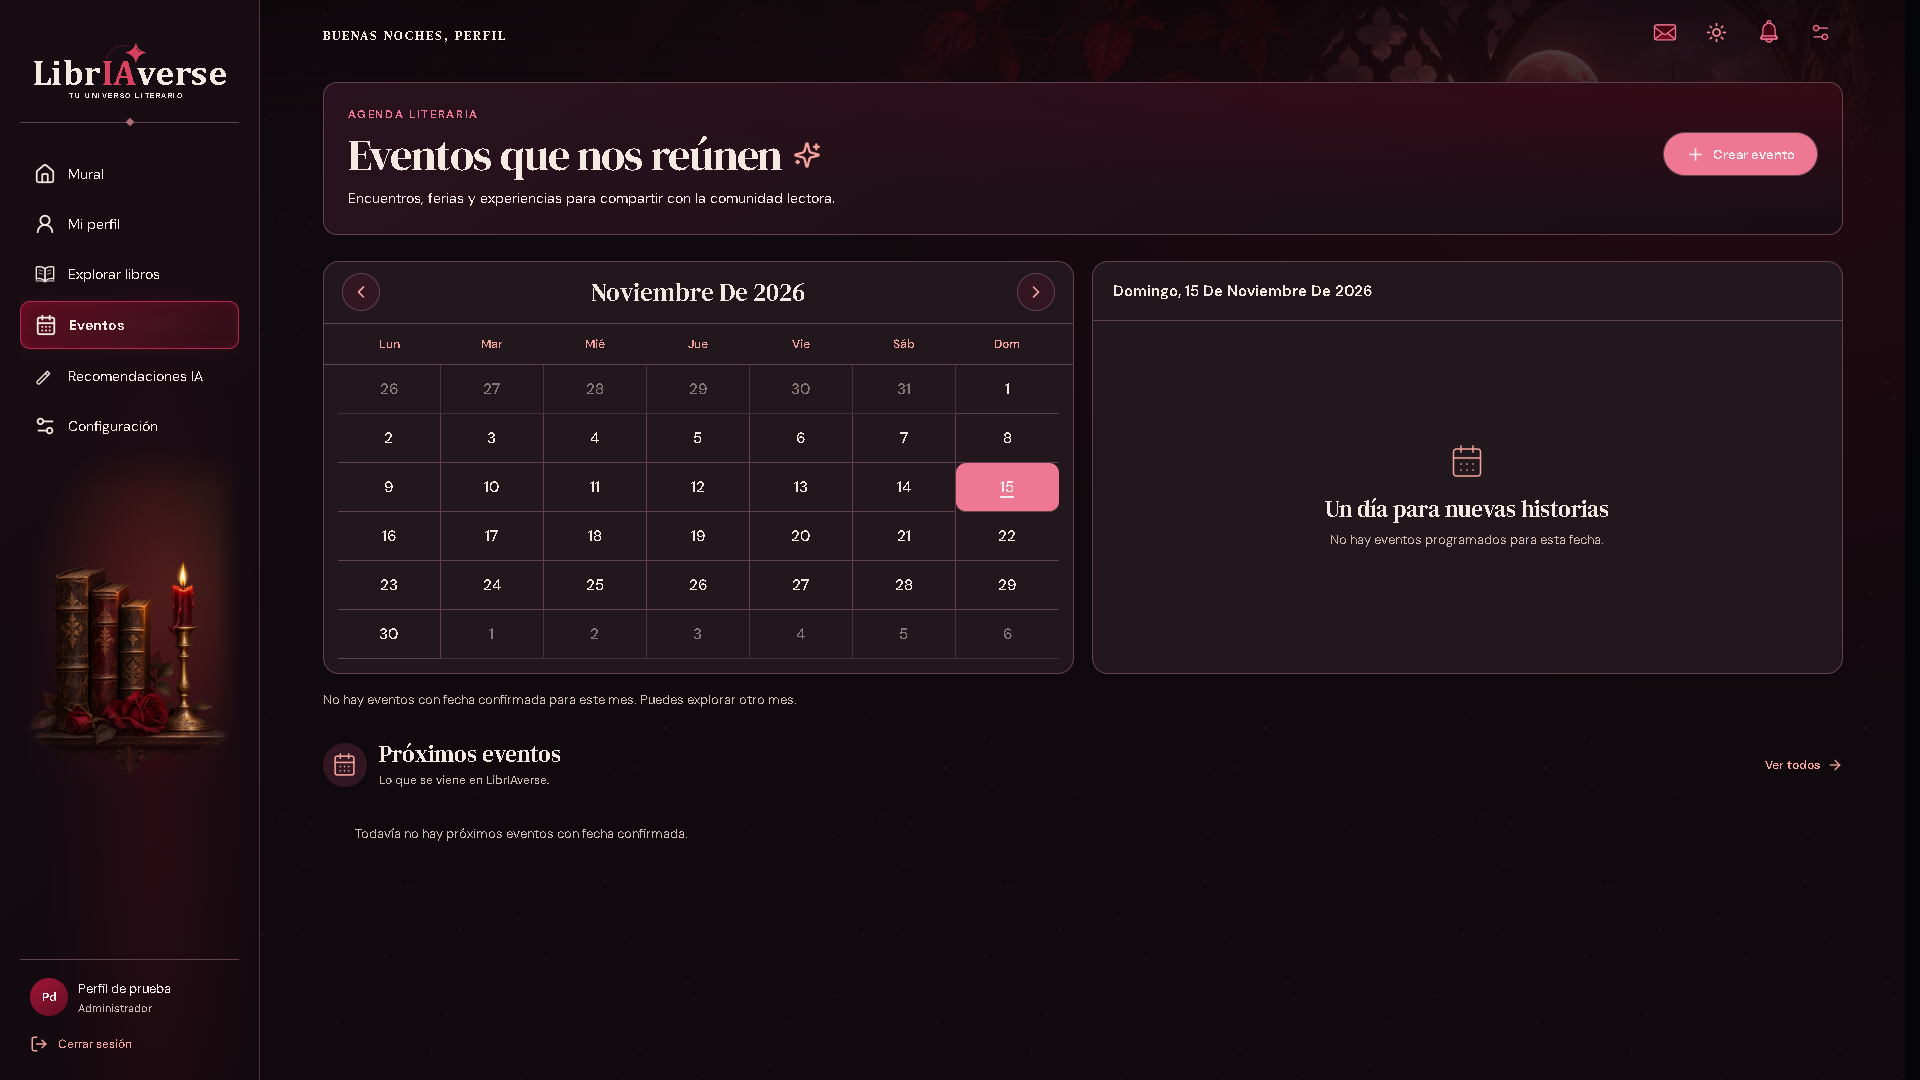 LibrIAverse
TU UNIVERSO LITERARIO
Mural
Mi perfil
Explorar libros
Eventos
Recomendaciones IA
Configuración
Pd
Perfil de prueba
Administrador
Cerrar sesión
BUENAS NOCHES, PERFIL
AGENDA LITERARIA
Eventos que nos reúnen
Encuentros, ferias y experiencias para compartir con la comunidad lectora.
Crear evento
Noviembre De 2026
Lun Mar Mié Jue Vie Sáb Dom
26 27 28 29 30 31 1
2 3 4 5 6 7 8
9 10 11 12 13 14 15
16 17 18 19 20 21 22
23 24 25 26 27 28 29
30 1 2 3 4 5 6
Domingo, 15 De Noviembre De 2026
Un día para nuevas historias
No hay eventos programados para esta fecha.
No hay eventos con fecha confirmada para este mes. Puedes explorar otro mes.
Próximos eventos
Lo que se viene en LibrIAverse.
Ver todos
Todavía no hay próximos eventos con fecha confirmada.